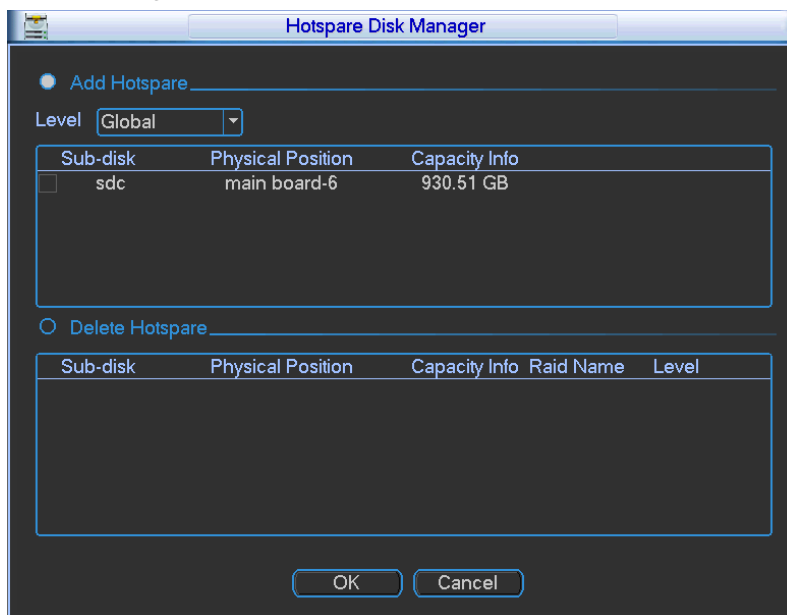 Hotspare Disk Manager
Add Hotspare
Level Global
Sub-disk Physical Position Capacity Info
sdc main board-6 930.51 GB
Delete Hotspare
Sub-disk Physical Position Capacity Info Raid Name Level
OK Cancel